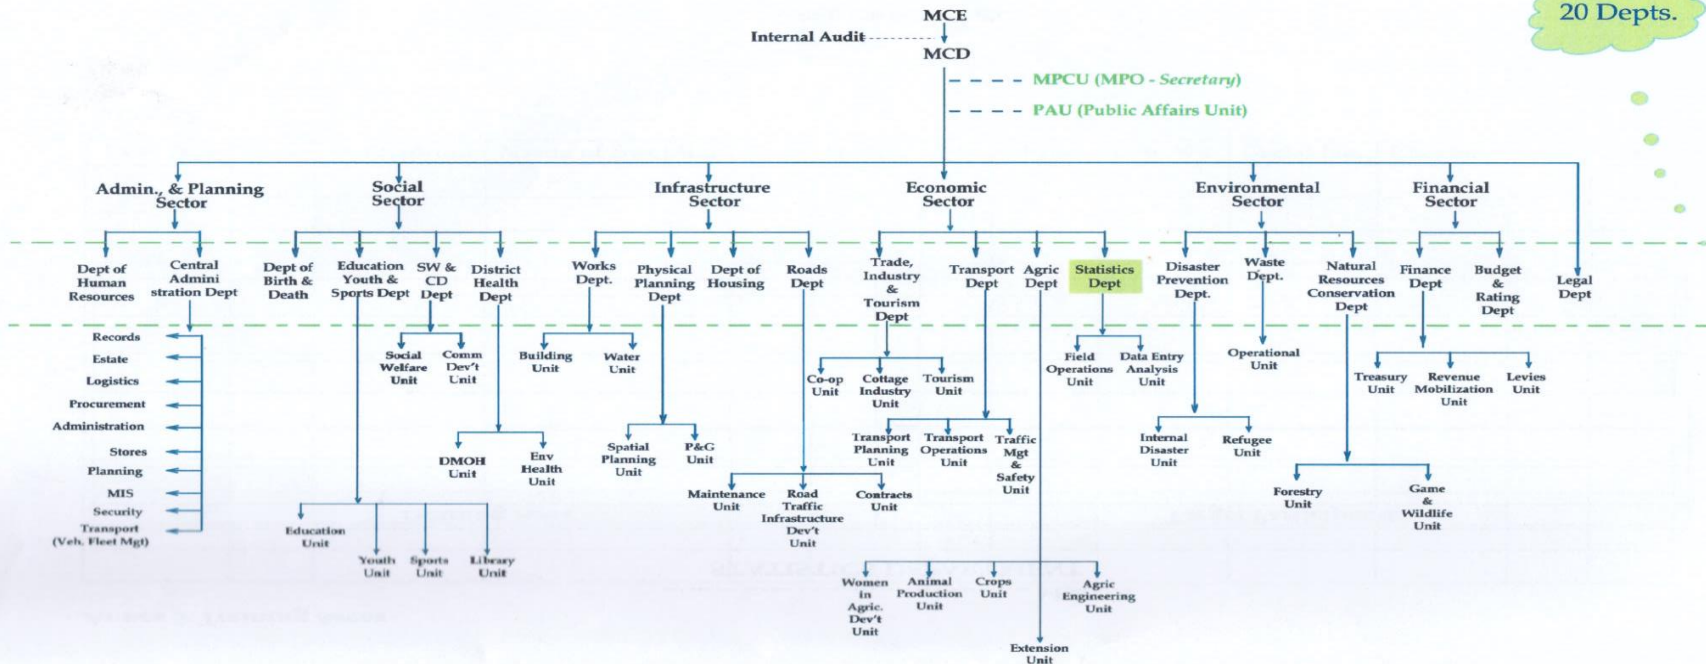 20 Depts.
MCE
Internal Audit
MCD
MPCU (MPO - Secretary)
PAU (Public Affairs Unit)
Admin., & Planning
Sector
Social
Sector
Infrastructure
Sector
Economic
Sector
Environmental
Sector
Financial
Sector
Dept of
Human
Resources
Central
Admini
stration Dept
Dept of
Birth &
Death
Education
Youth &
Sports Dept
SW &
CD
Dept
District
Health
Dept
Works
Dept.
Physical
Planning
Dept
Dept of
Housing
Roads
Dept
Trade,
Industry
&
Tourism
Dept
Transport
Dept
Agric
Dept
Statistics
Dept
Disaster
Prevention
Dept.
Waste
Dept.
Natural
Resources
Conservation
Dept
Finance
Dept
Budget
&
Rating
Dept
Legal
Dept
Records
Estate
Logistics
Procurement
Administration
Stores
Planning
MIS
Security
Transport
(Veh. Fleet Mgt)
Social
Welfare
Unit
Comm
Dev't
Unit
Building
Unit
Water
Unit
Co-op
Unit
Cottage
Industry
Unit
Tourism
Unit
Field
Operations
Unit
Data Entry
Analysis
Unit
Operational
Unit
Treasury
Unit
Revenue
Mobilization
Unit
Levies
Unit
DMOH
Unit
Env
Health
Unit
Spatial
Planning
Unit
P&G
Unit
Transport
Planning
Unit
Transport
Operations
Unit
Traffic
Mgt
&
Safety
Unit
Internal
Disaster
Unit
Refugee
Unit
Maintenance
Unit
Road
Traffic
Infrastructure
Dev't
Unit
Contracts
Unit
Forestry
Unit
Game
&
Wildlife
Unit
Education
Unit
Youth
Unit
Sports
Unit
Library
Unit
Women
in
Agric.
Dev't
Unit
Animal
Production
Unit
Crops
Unit
Agric
Engineering
Unit
Extension
Unit